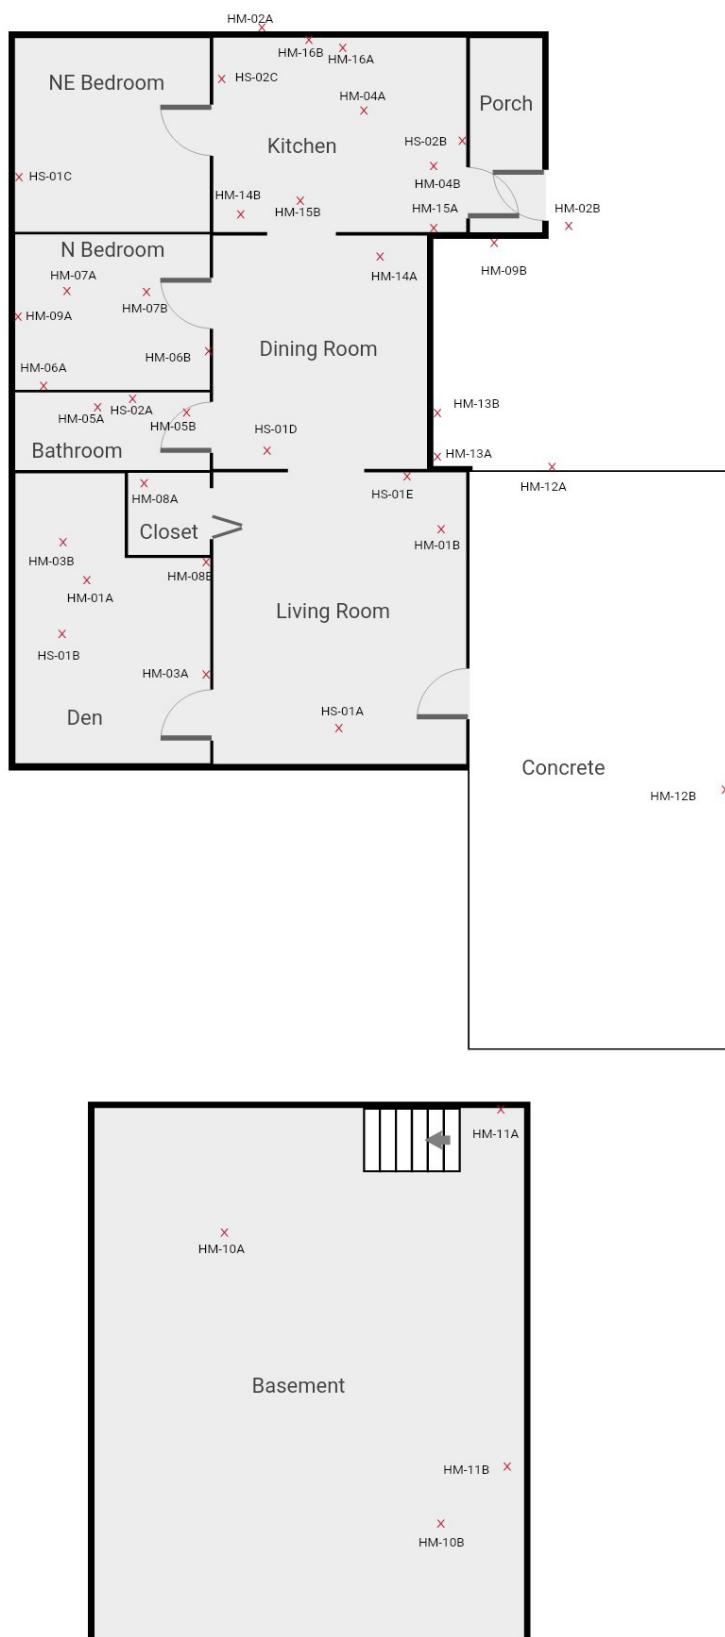 HM-02A
HM-16B
HM-16A
NE Bedroom
HS-02C
HM-04A
Porch
Kitchen
HS-02B
HS-01C
HM-04B
HM-14B
HM-15B
HM-15A
HM-02B
N Bedroom
HM-14A
HM-09B
HM-07A
HM-07B
HM-09A
Dining Room
HM-06B
HM-06A
HM-05A
HS-02A
HM-05B
HM-13B
HS-01D
Bathroom
HM-13A
HM-12A
HM-08A
HS-01E
Closet
HM-01B
HM-03B
HM-08B
HM-01A
Living Room
HS-01B
HM-03A
HS-01A
Den
Concrete
HM-12B
HM-11A
HM-10A
Basement
HM-11B
HM-10B